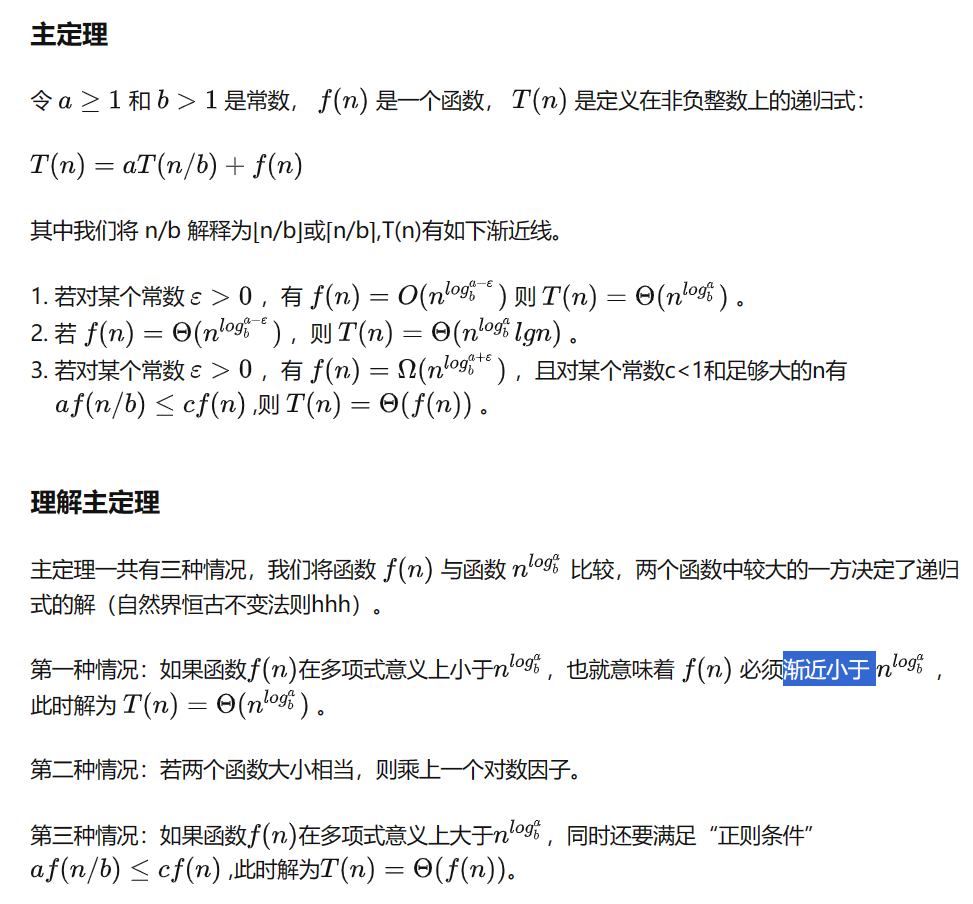 主定理
令 $a \geq 1$ 和 $b > 1$ 是常数， $f(n)$ 是一个函数， $T(n)$ 是定义在非负整数上的递归式：
$T(n) = aT(n/b) + f(n)$
其中我们将 n/b 解释为⌊n/b⌋或⌈n/b⌉,T(n)有如下渐近线。
1. 若对某个常数 $\varepsilon > 0$ ，有 $f(n) = O(n^{log_b^{a-\varepsilon}})$ 则 $T(n) = \Theta(n^{log_b^a})$ 。
2. 若 $f(n) = \Theta(n^{log_b^{a-\varepsilon}})$ ，则 $T(n) = \Theta(n^{log_b^a} lgn)$ 。
3. 若对某个常数 $\varepsilon > 0$ ，有 $f(n) = \Omega(n^{log_b^{a+\varepsilon}})$ ，且对某个常数c<1和足够大的n有
$af(n/b) \leq cf(n)$ ,则 $T(n) = \Theta(f(n))$ 。
理解主定理
主定理一共有三种情况，我们将函数 $f(n)$ 与函数 $n^{log_b^a}$ 比较，两个函数中较大的一方决定了递归
式的解（自然界恒古不变法则hhh）。
第一种情况：如果函数$f(n)$在多项式意义上小于$n^{log_b^a}$，也就意味着 $f(n)$ 必须渐近小于 $n^{log_b^a}$ ，
此时解为 $T(n) = \Theta(n^{log_b^a})$ 。
第二种情况：若两个函数大小相当，则乘上一个对数因子。
第三种情况：如果函数$f(n)$在多项式意义上大于$n^{log_b^a}$，同时还要满足“正则条件”
$af(n/b) \leq cf(n)$ ,此时解为$T(n) = \Theta(f(n))$。